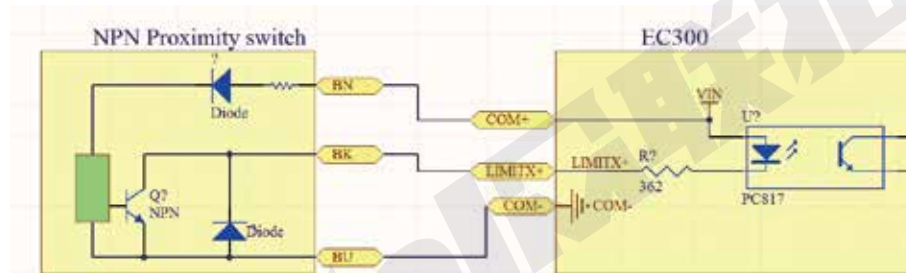 NPN Proximity switch
EC300
?
Diode
BN
COM+
VIN
U?
BK
LIMITX+
LIMITX+
R?
362
PC817
Q?
NPN
Diode
COM-
COM-
BU